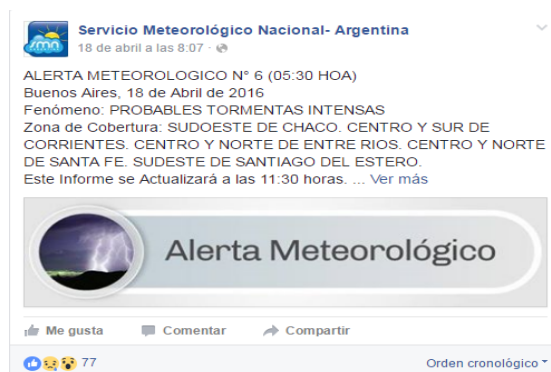 Servicio Meteorológico Nacional- Argentina
18 de abril a las 8:07 ·
ALERTA METEOROLOGICO N° 6 (05:30 HOA)
Buenos Aires, 18 de Abril de 2016
Fenómeno: PROBABLES TORMENTAS INTENSAS
Zona de Cobertura: SUDOESTE DE CHACO. CENTRO Y SUR DE
CORRIENTES. CENTRO Y NORTE DE ENTRE RIOS. CENTRO Y NORTE
DE SANTA FE. SUDESTE DE SANTIAGO DEL ESTERO.
Este Informe se Actualizará a las 11:30 horas. ... Ver más
Alerta Meteorológico
Me gusta Comentar Compartir
77 Orden cronológico